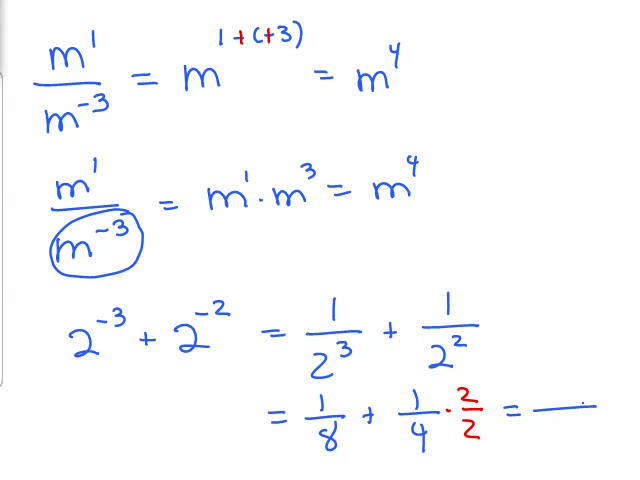 m^1/m^-3 = m^1+(+3) = m^4
m^1/m^-3 = m^1 · m^3 = m^4
2^-3 + 2^-2 = 1/2^3 + 1/2^2
= 1/8 + 1/4 · 2/2 =